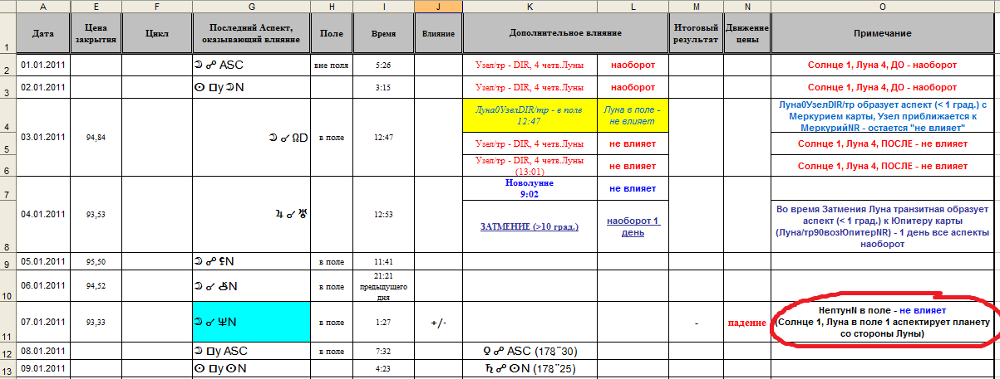 A E F G H I J K L M N O
1 Дата Цена закрытия Цикл Последний Аспект, оказывающий влияние Поле Время Влияние Дополнительное влияние Итоговый результат Движение цены Примечание
2 01.01.2011 ☽ ☍ ASC вне поля 5:26 Узел/тр - DIR, 4 четв.Луны наоборот Солнце 1, Луна 4, ДО - наоборот
3 02.01.2011 ☉ □у☽N 3:15 Узел/тр - DIR, 4 четв.Луны наоборот Солнце 1, Луна 4, ДО - наоборот
4 Луна0УзелDIR/тр - в поле
12:47
Луна в поле -
не влияет
Луна0УзелDIR/тр образует аспект (< 1 град.) с
Меркурием карты, Узел приближается к
МеркурийNR - остается "не влияет"
03.01.2011 94,84 ☽ ☌ ☊D в поле 12:47
5 Узел/тр - DIR, 4 четв.Луны не влияет Солнце 1, Луна 4, ПОСЛЕ - не влияет
6 Узел/тр - DIR, 4 четв.Луны
(13:01)
не влияет Солнце 1, Луна 4, ПОСЛЕ - не влияет
7 Новолуние
9:02
не влияет
04.01.2011 93,53 ♃ ☌ ♅ 12:53
8 ЗАТМЕНИЕ (>10 град.)
наоборот 1
день
Во время Затмения Луна транзитная образует
аспект (< 1 град.) к Юпитеру карты
(Луна/тр90возЮпитерNR) - 1 день все аспекты
наоборот
9 05.01.2011 95,50 ☽ ☍ ⚸N в поле 11:41
10 06.01.2011 94,52 ☽ ☌ ⚷N в поле 21:21
предыдущего
дня
11 07.01.2011 93,33 ☽ ☌ ♆N в поле 1:27 +/- - падение
НептунN в поле - не влияет
(Солнце 1, Луна в поле 1 аспектирует планету
со стороны Луны)
12 08.01.2011 ☽ □у ASC в поле 7:32 ♀ ☍ ASC (178¨30)
13 09.01.2011 ☉ □у ☉N 4:23 ♄ ☍ ☉N (178¨25)